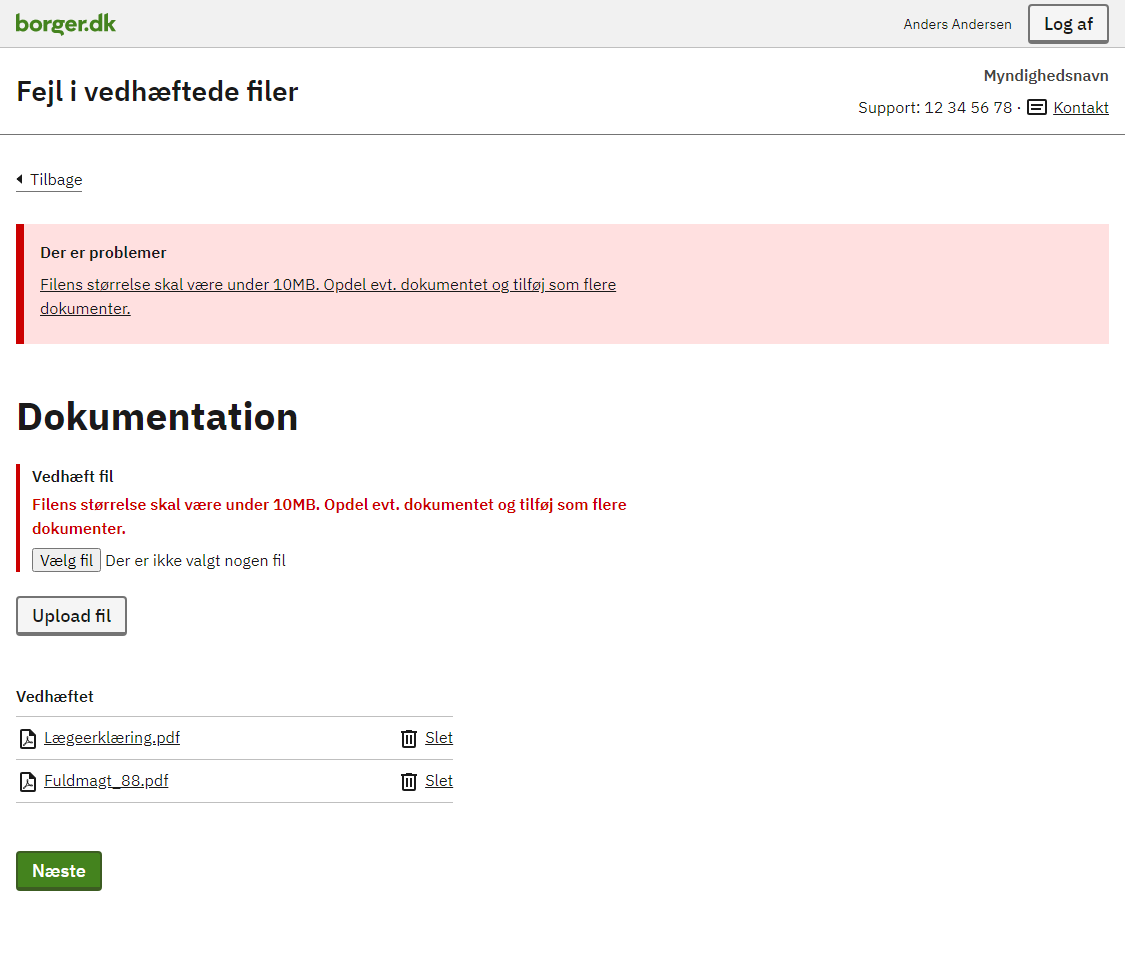 borger.dk
Anders Andersen
Log af
Fejl i vedhæftede filer
Myndighedsnavn
Support: 12 34 56 78 · Kontakt
Tilbage
Der er problemer
Filens størrelse skal være under 10MB. Opdel evt. dokumentet og tilføj som flere
dokumenter.
Dokumentation
Vedhæft fil
Filens størrelse skal være under 10MB. Opdel evt. dokumentet og tilføj som flere
dokumenter.
Vælg fil Der er ikke valgt nogen fil
Upload fil
Vedhæftet
Lægeerklæring.pdf Slet
Fuldmagt_88.pdf Slet
Næste